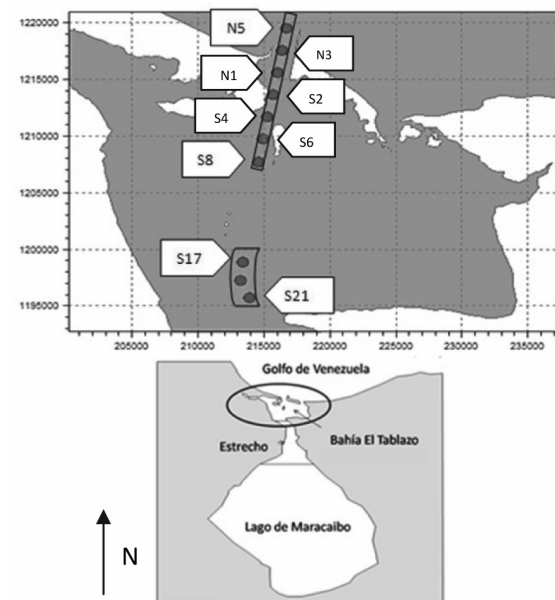 1220000
N5
N3
1215000
N1
S2
S4
1210000
S6
S8
1205000
1200000
S17
S21
1195000
205000
210000
215000
220000
225000
230000
235000
Golfo de Venezuela
Estrecho
Bahía El Tablazo
Lago de Maracaibo
N